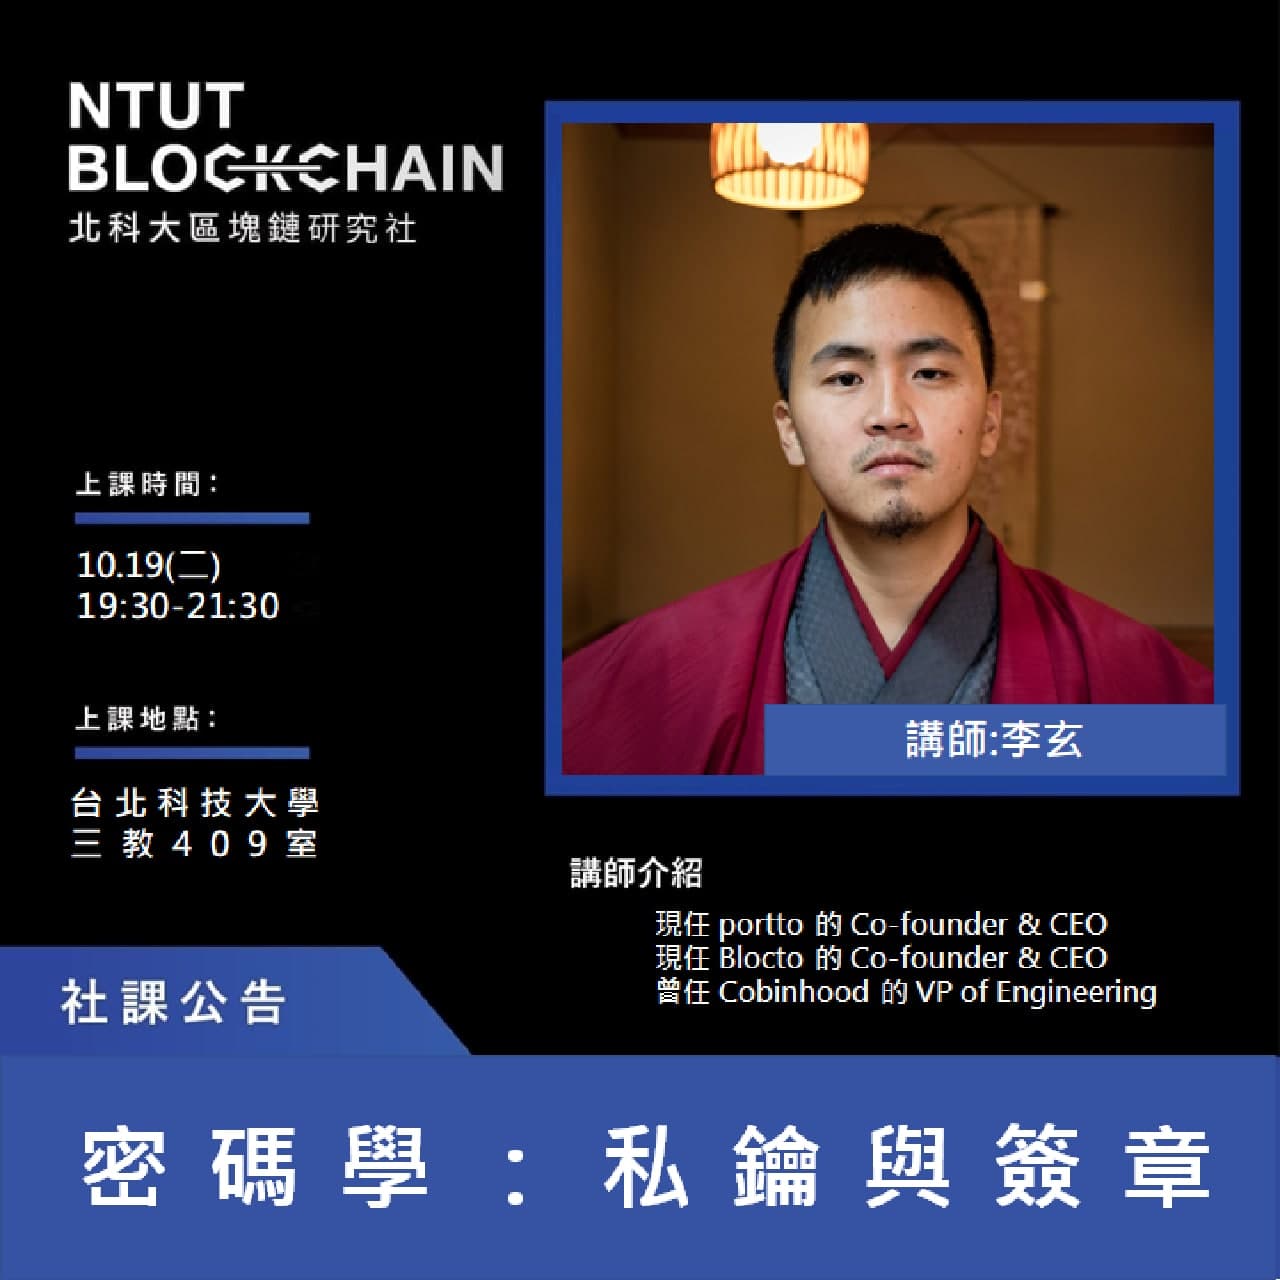 NTUT
BLOCKCHAIN
北科大區塊鏈研究社
上課時間：
10.19(二)
19:30-21:30
上課地點：
台北科技大學
三教409室
講師:李玄
講師介紹
現任 portto 的 Co-founder & CEO
現任 Blocto 的 Co-founder & CEO
曾任 Cobinhood 的 VP of Engineering
社課公告
密碼學：私鑰與簽章